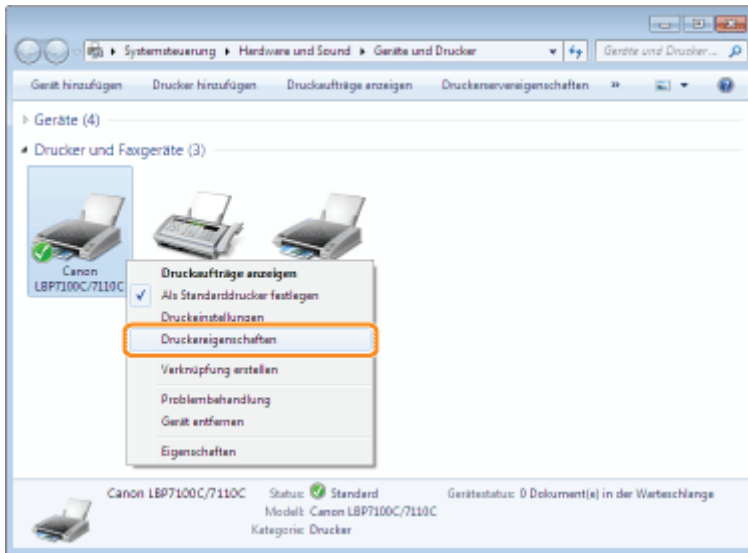 Systemsteuerung ▸ Hardware und Sound ▸ Geräte und Drucker
Geräte und Drucker ...
Gerät hinzufügen Drucker hinzufügen Druckaufträge anzeigen Druckerservereigenschaften »
Geräte (4)
Drucker und Faxgeräte (3)
Canon
LBP7100C/7110C
Druckaufträge anzeigen
Als Standarddrucker festlegen
Druckeinstellungen
Druckereigenschaften
Verknüpfung erstellen
Problembehandlung
Gerät entfernen
Eigenschaften
Canon LBP7100C/7110C Status: Standard Gerätestatus: 0 Dokument(e) in der Warteschlange
Modell: Canon LBP7100C/7110C
Kategorie: Drucker